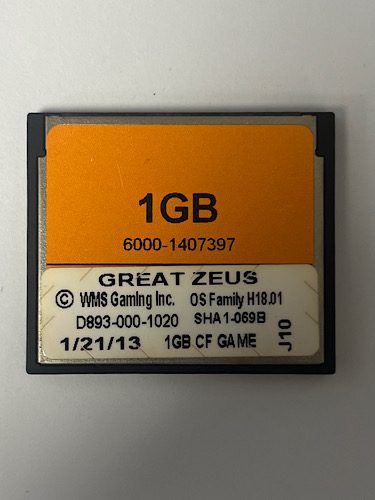 1GB
6000-1407397
GREAT ZEUS
© WMS Gaming Inc. OS Family H18.01
D893-000-1020 SHA1-069B
1/21/13 1GB CF GAME
J10